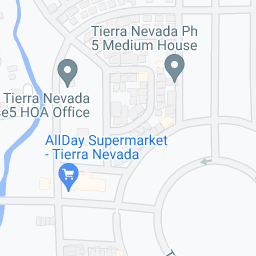 Tierra Nevada Ph
5 Medium House
Tierra Nevada
e5 HOA Office
AllDay Supermarket
- Tierra Nevada